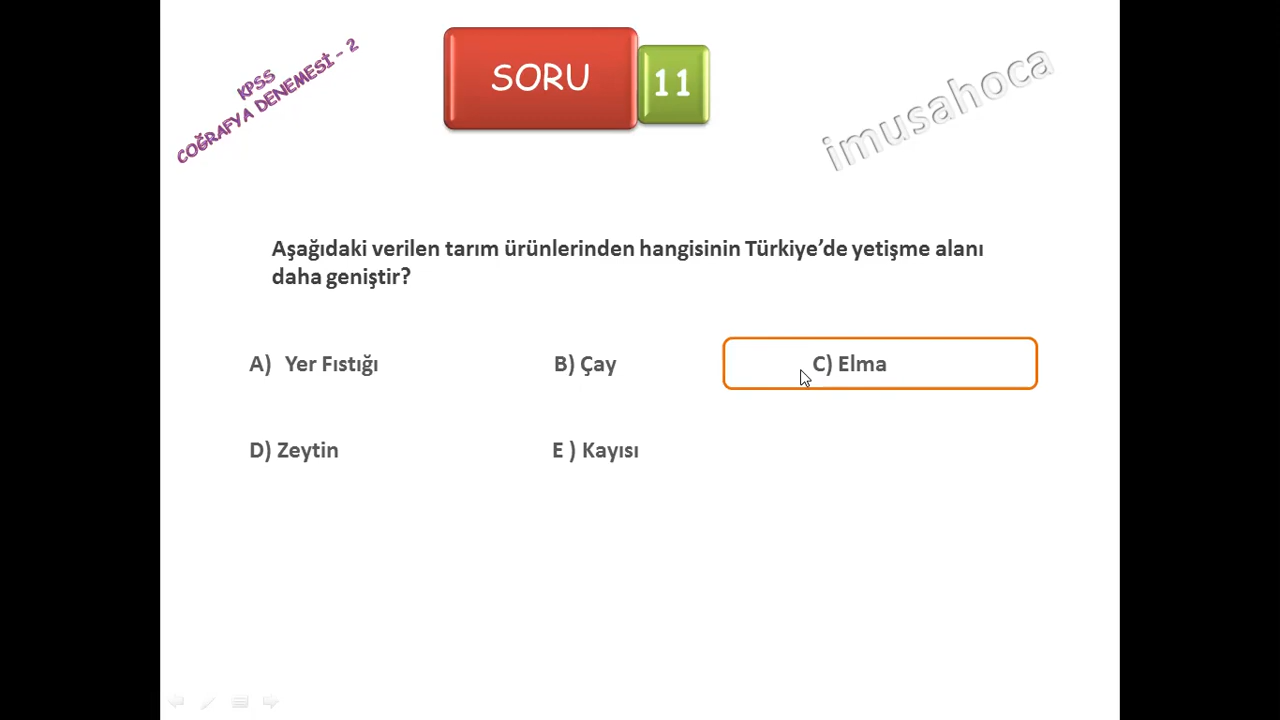 KPSS
COĞRAFYA DENEMESİ - 2
SORU 11
imusahoca
Aşağıdaki verilen tarım ürünlerinden hangisinin Türkiye’de yetişme alanı
daha geniştir?
A) Yer Fıstığı B) Çay C) Elma
D) Zeytin E ) Kayısı